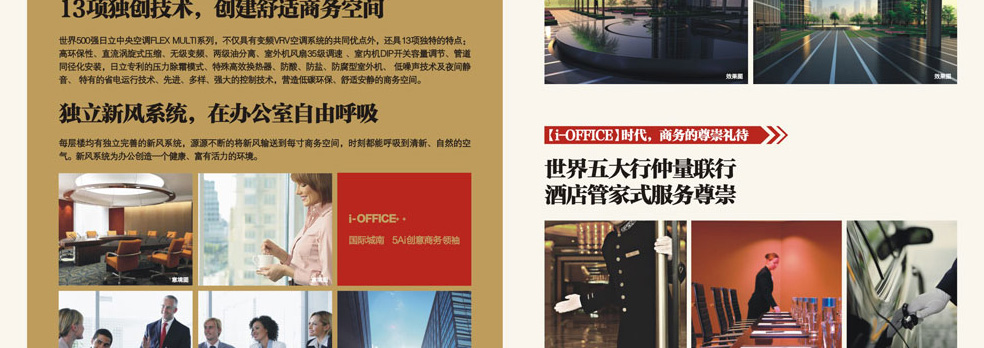 13项独创技术，创建舒适商务空间
世界500强日立中央空调FLEX MULTI系列，不仅具有变频VRV空调系统的共同优点外，还具13项独特的特点：
高环保性、直流涡旋式压缩、无级变频、两级油分离、室外机风扇35级调速 、室内机DIP开关容量调节、管道
同径化安装，日立专利的压力除霜模式、特殊高效换热器、防酸、防盐、防腐型室外机、 低噪声技术及夜间静
音、 特有的省电运行技术、先进、多样、强大的控制技术，营造低碳环保、舒适安静的商务空间。
独立新风系统，在办公室自由呼吸
每层楼均有独立完善的新风系统，源源不断的将新风输送到每寸商务空间，时刻都能呼吸到清新、自然的空
气。新风系统为办公创造一个健康、富有活力的环境。
意境图
意境图
i-OFFICE··
国际城南 5Ai创意商务领袖
效果图
效果图
【i-OFFICE】时代，商务的尊崇礼待
世界五大行仲量联行
酒店管家式服务尊崇